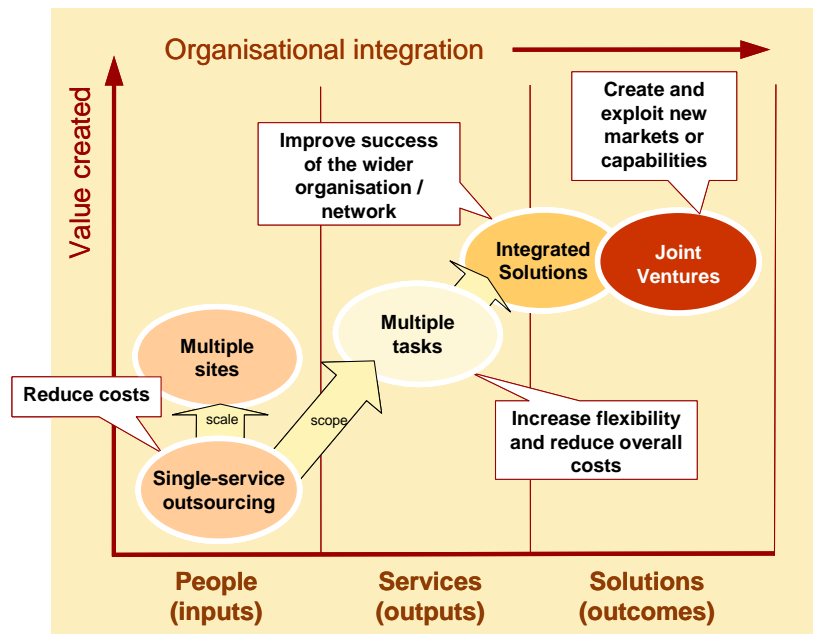 Organisational integration
Value created
Create and
exploit new
markets or
capabilities
Improve success
of the wider
organisation /
network
Integrated
Solutions
Joint
Ventures
Multiple
tasks
Multiple
sites
Reduce costs
scale
scope
Increase flexibility
and reduce overall
costs
Single-service
outsourcing
People
(inputs)
Services
(outputs)
Solutions
(outcomes)